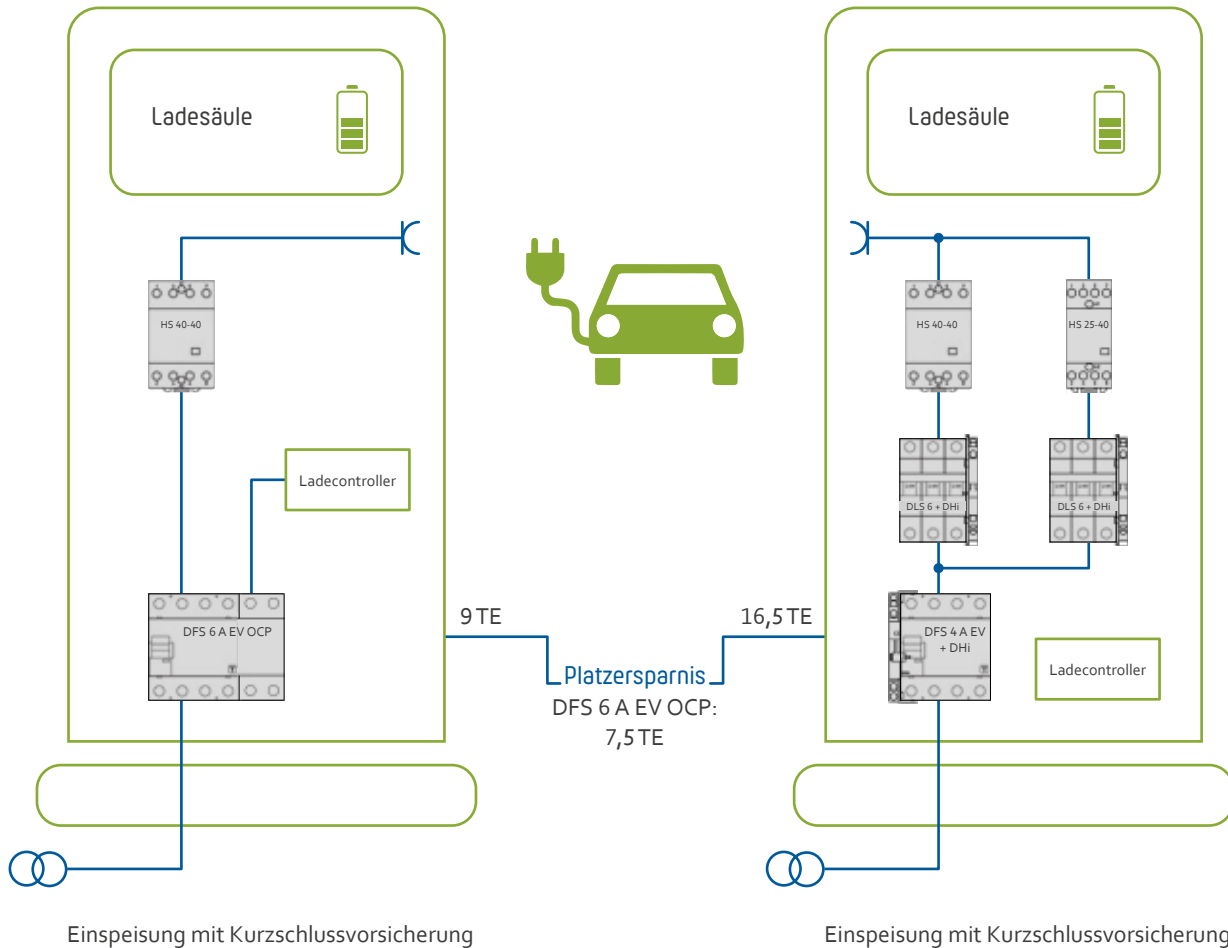 Ladesäule
Ladesäule
HS 40-40
HS 40-40
HS 25-40
Ladecontroller
DLS 6 + DHi
DLS 6 + DHi
DFS 6 A EV OCP
9 TE
16,5 TE
DFS 4 A EV
+ DHi
Ladecontroller
Platzersparnis
DFS 6 A EV OCP:
7,5 TE
Einspeisung mit Kurzschlussvorsicherung
Einspeisung mit Kurzschlussvorsicherung